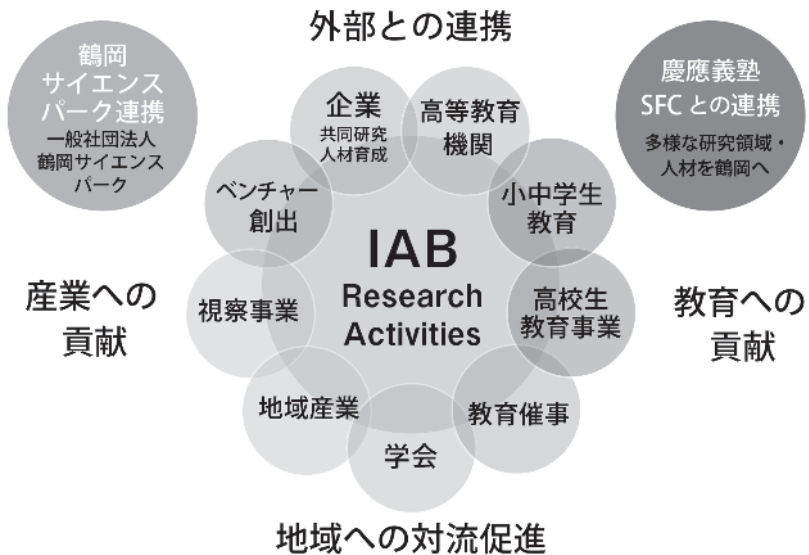 外部との連携
鶴岡
サイエンス
パーク連携
一般社団法人
鶴岡サイエンス
パーク
慶應義塾
SFCとの連携
多様な研究領域・
人材を鶴岡へ
企業
共同研究
人材育成
高等教育
機関
ベンチャー
創出
小中学生
教育
IAB
Research
Activities
産業への
貢献
視察事業
高校生
教育事業
教育への
貢献
地域産業
教育催事
学会
地域への対流促進